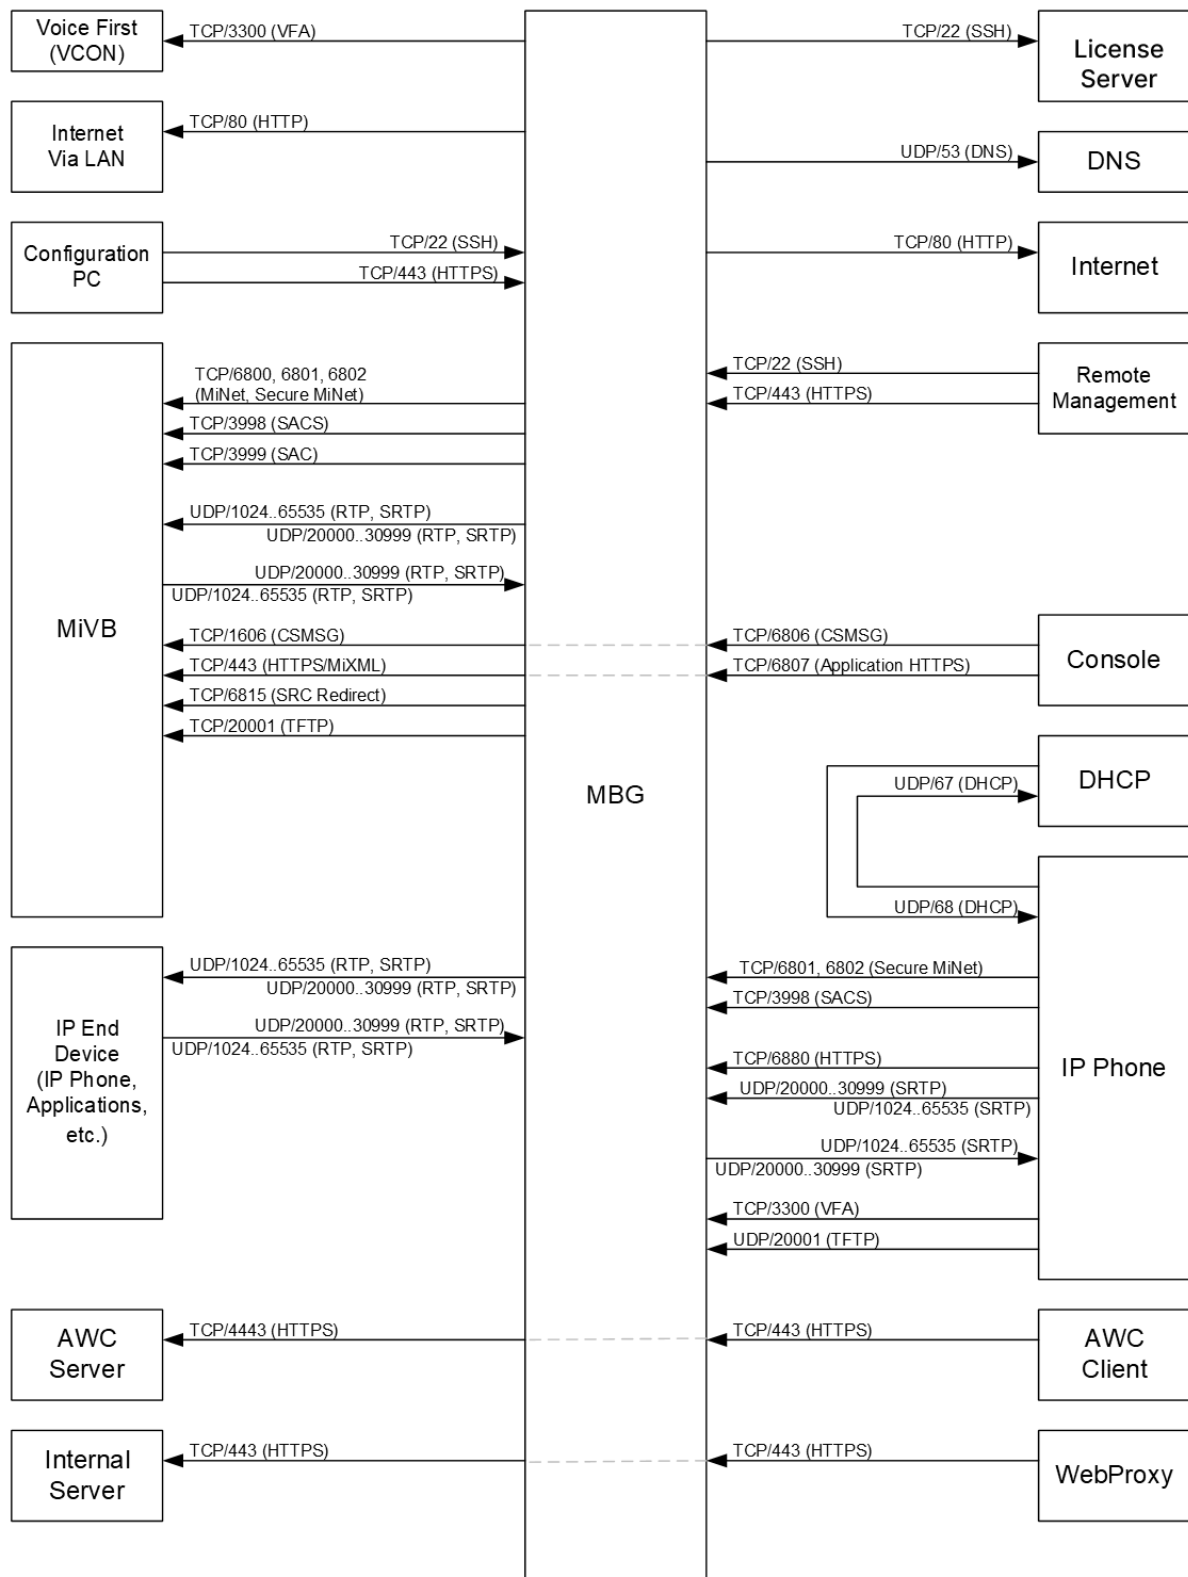 Voice First
(VCON)
TCP/3300 (VFA)
TCP/22 (SSH)
License
Server
Internet
Via LAN
TCP/80 (HTTP)
UDP/53 (DNS)
DNS
Configuration
PC
TCP/22 (SSH)
TCP/443 (HTTPS)
TCP/80 (HTTP)
Internet
MiVB
TCP/6800, 6801, 6802
(MiNet, Secure MiNet)
TCP/3998 (SACS)
TCP/3999 (SAC)
UDP/1024..65535 (RTP, SRTP)
UDP/20000..30999 (RTP, SRTP)
UDP/20000..30999 (RTP, SRTP)
UDP/1024..65535 (RTP, SRTP)
TCP/1606 (CSMSG)
TCP/443 (HTTPS/MiXML)
TCP/6815 (SRC Redirect)
TCP/20001 (TFTP)
MBG
TCP/22 (SSH)
TCP/443 (HTTPS)
Remote
Management
TCP/6806 (CSMSG)
TCP/6807 (Application HTTPS)
Console
UDP/67 (DHCP)
DHCP
UDP/68 (DHCP)
IP End
Device
(IP Phone,
Applications,
etc.)
UDP/1024..65535 (RTP, SRTP)
UDP/20000..30999 (RTP, SRTP)
UDP/20000..30999 (RTP, SRTP)
UDP/1024..65535 (RTP, SRTP)
TCP/6801, 6802 (Secure MiNet)
TCP/3998 (SACS)
TCP/6880 (HTTPS)
UDP/20000..30999 (SRTP)
UDP/1024..65535 (SRTP)
UDP/1024..65535 (SRTP)
UDP/20000..30999 (SRTP)
TCP/3300 (VFA)
UDP/20001 (TFTP)
IP Phone
AWC
Server
TCP/4443 (HTTPS)
TCP/443 (HTTPS)
AWC
Client
Internal
Server
TCP/443 (HTTPS)
TCP/443 (HTTPS)
WebProxy